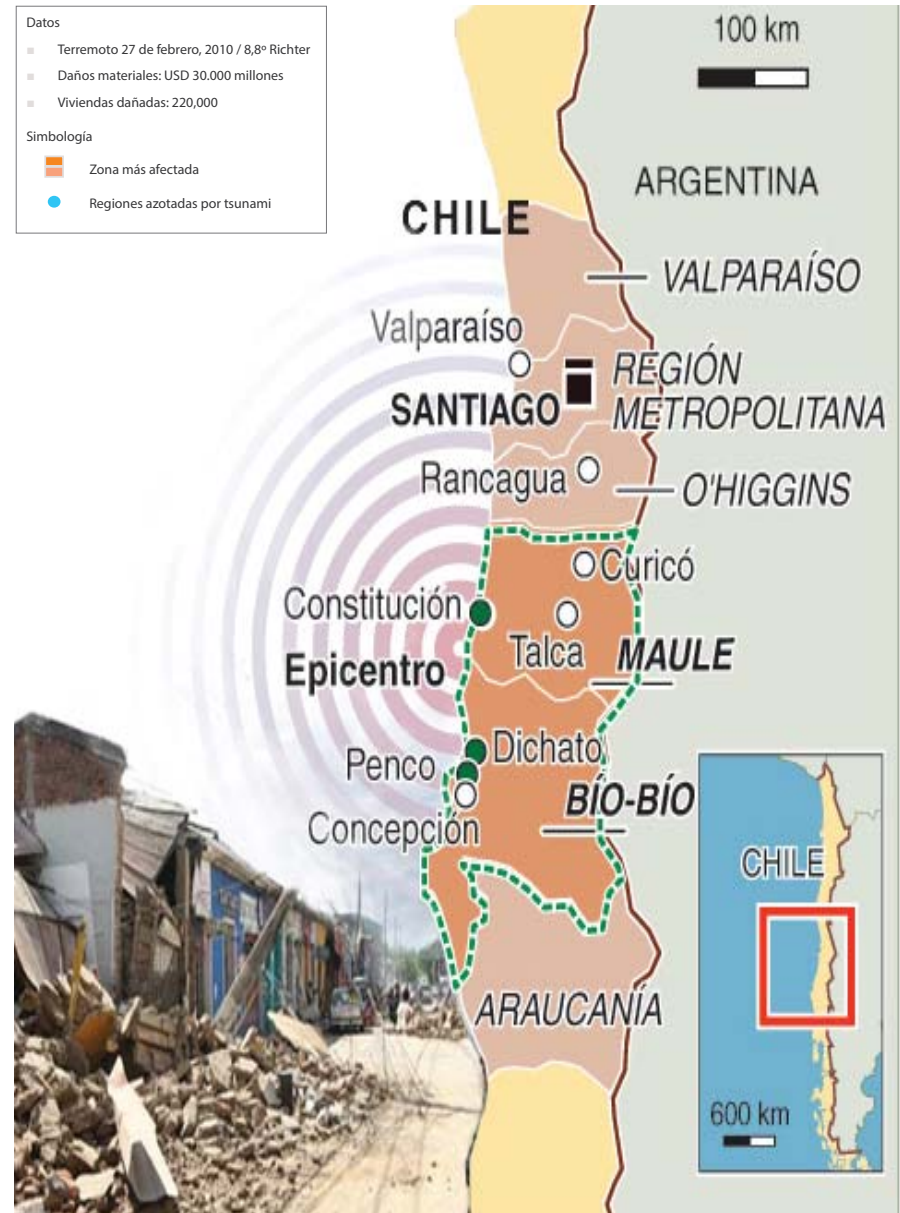 Datos
Terremoto 27 de febrero, 2010 / 8,8º Richter
Daños materiales: USD 30.000 millones
Viviendas dañadas: 220,000
Simbología
Zona más afectada
Regiones azotadas por tsunami
100 km
ARGENTINA
CHILE
VALPARAÍSO
Valparaíso
REGIÓN
METROPOLITANA
SANTIAGO
Rancagua
O'HIGGINS
Curicó
Constitución
Talca
MAULE
Epicentro
Dichato
Penco
BÍO-BÍO
Concepción
CHILE
ARAUCANÍA
600 km